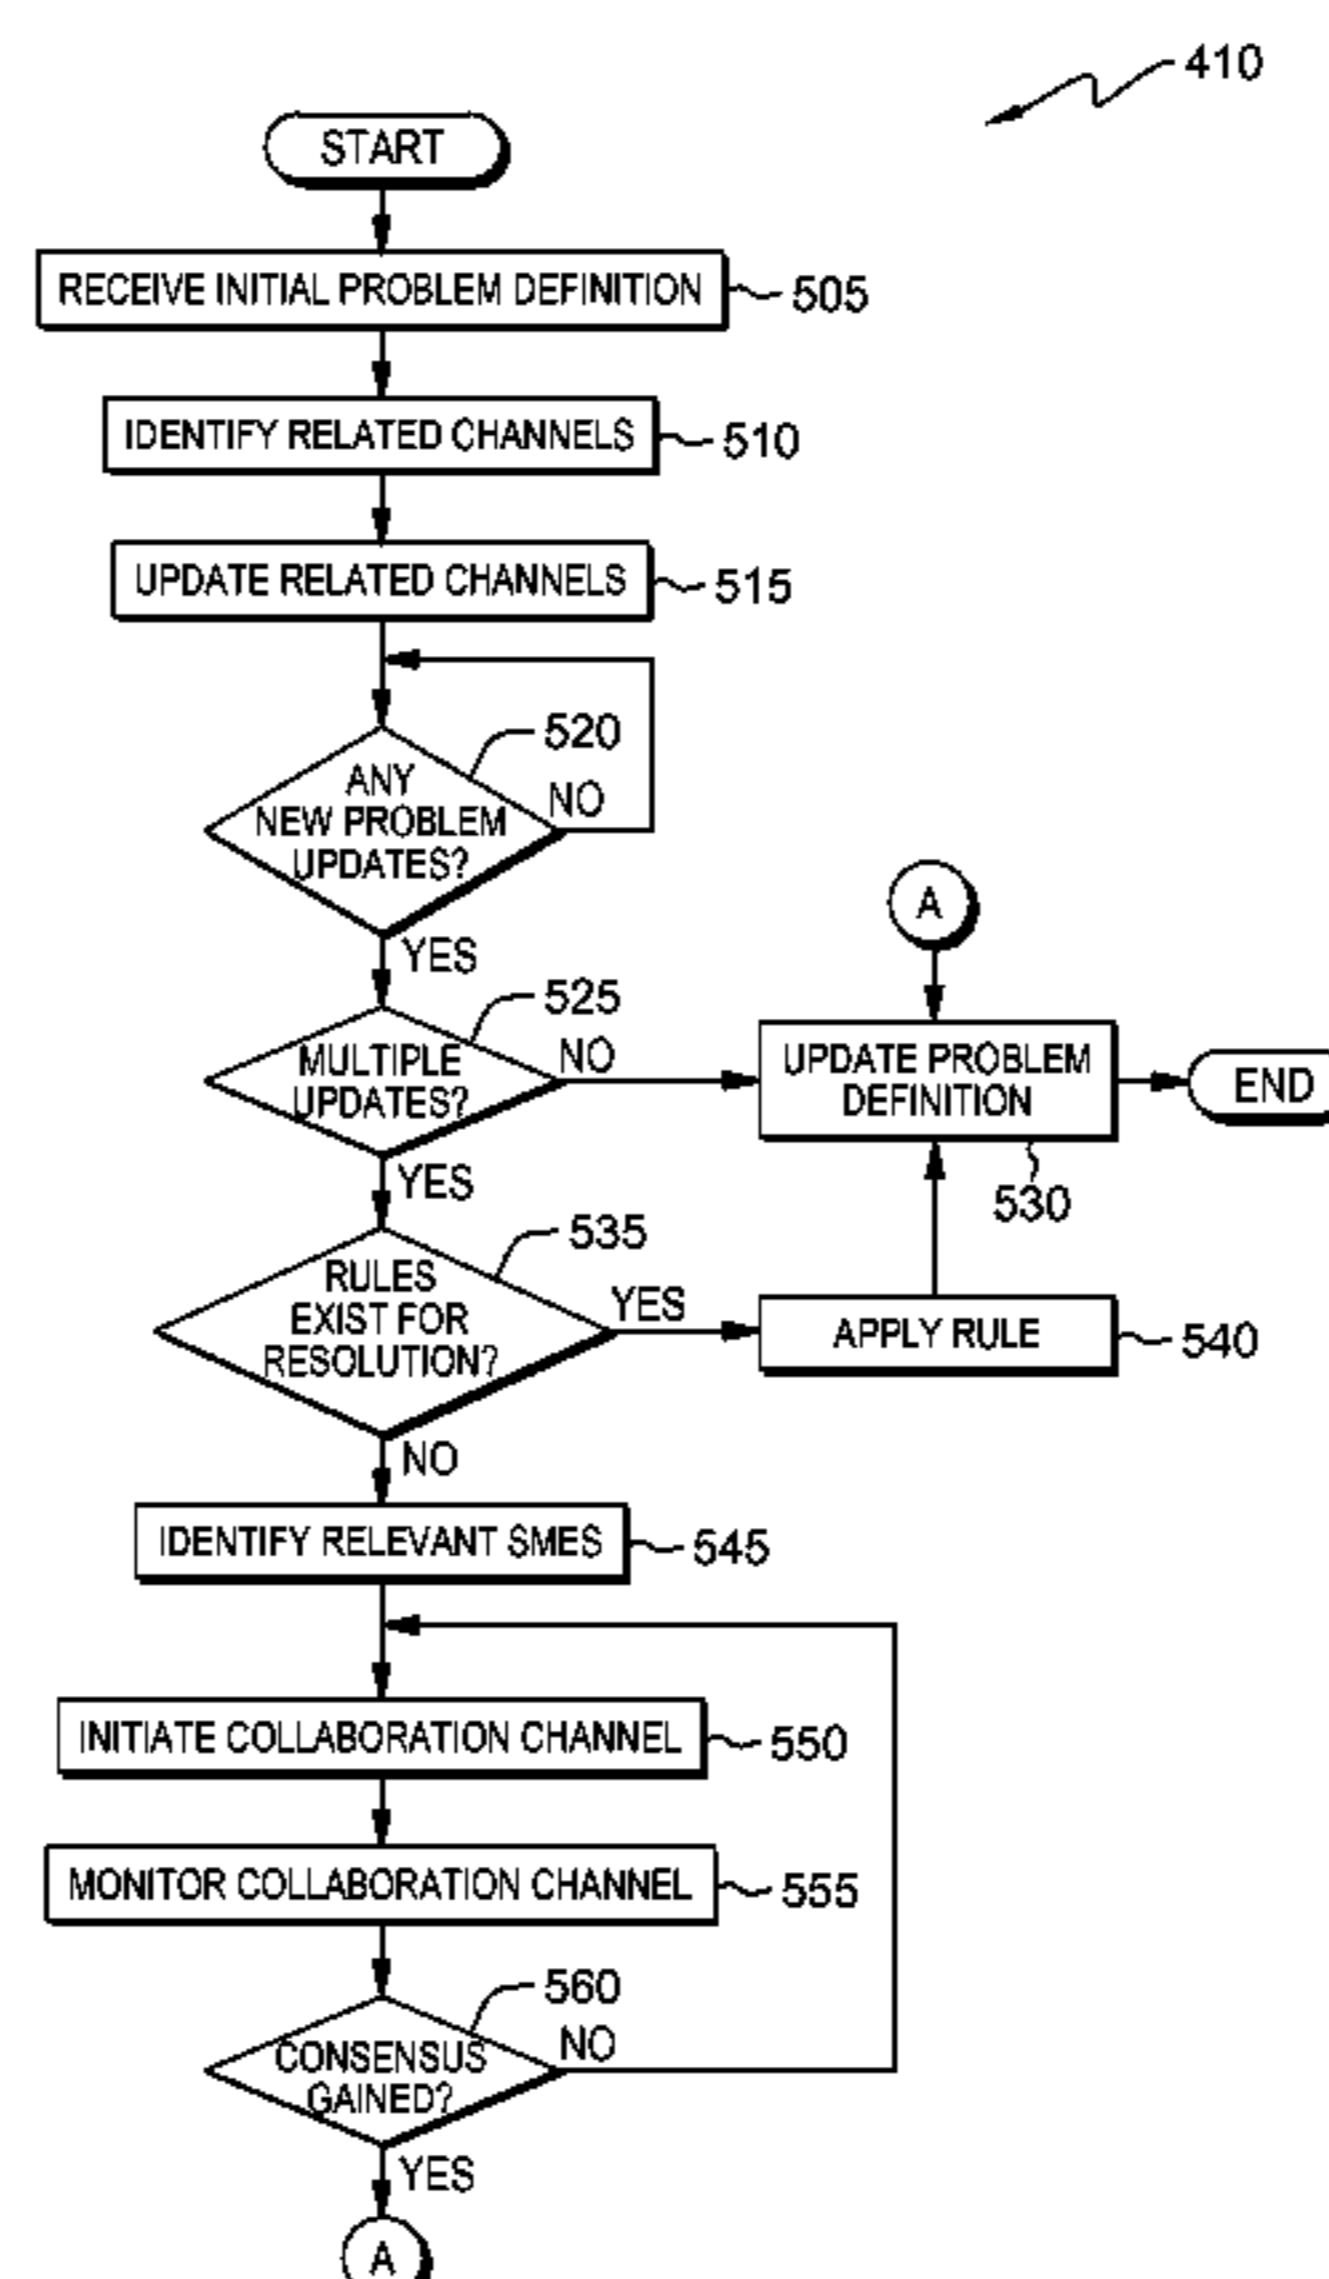 410
START
RECEIVE INITIAL PROBLEM DEFINITION
505
IDENTIFY RELATED CHANNELS
510
UPDATE RELATED CHANNELS
515
520
ANY
NEW PROBLEM
UPDATES?
NO
YES
A
525
MULTIPLE
UPDATES?
NO
UPDATE PROBLEM
DEFINITION
END
530
YES
535
RULES
EXIST FOR
RESOLUTION?
YES
APPLY RULE
540
NO
IDENTIFY RELEVANT SMES
545
INITIATE COLLABORATION CHANNEL
550
MONITOR COLLABORATION CHANNEL
555
560
CONSENSUS
GAINED?
NO
YES
A